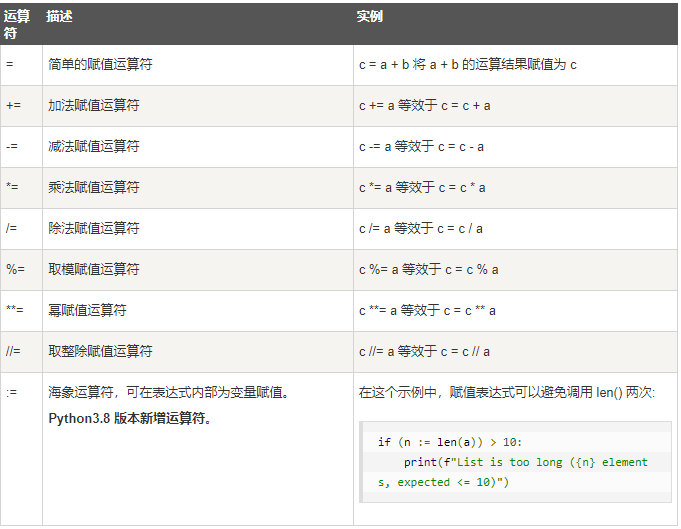 运算符 描述 实例
= 简单的赋值运算符 c = a + b 将 a + b 的运算结果赋值为 c
+= 加法赋值运算符 c += a 等效于 c = c + a
-= 减法赋值运算符 c -= a 等效于 c = c - a
*= 乘法赋值运算符 c *= a 等效于 c = c * a
/= 除法赋值运算符 c /= a 等效于 c = c / a
%= 取模赋值运算符 c %= a 等效于 c = c % a
**= 幂赋值运算符 c **= a 等效于 c = c ** a
//= 取整除赋值运算符 c //= a 等效于 c = c // a
:= 海象运算符，可在表达式内部为变量赋值。
Python3.8 版本新增运算符。
在这个示例中，赋值表达式可以避免调用 len() 两次:
if (n := len(a)) > 10:
    print(f"List is too long ({n} element
s, expected <= 10)")